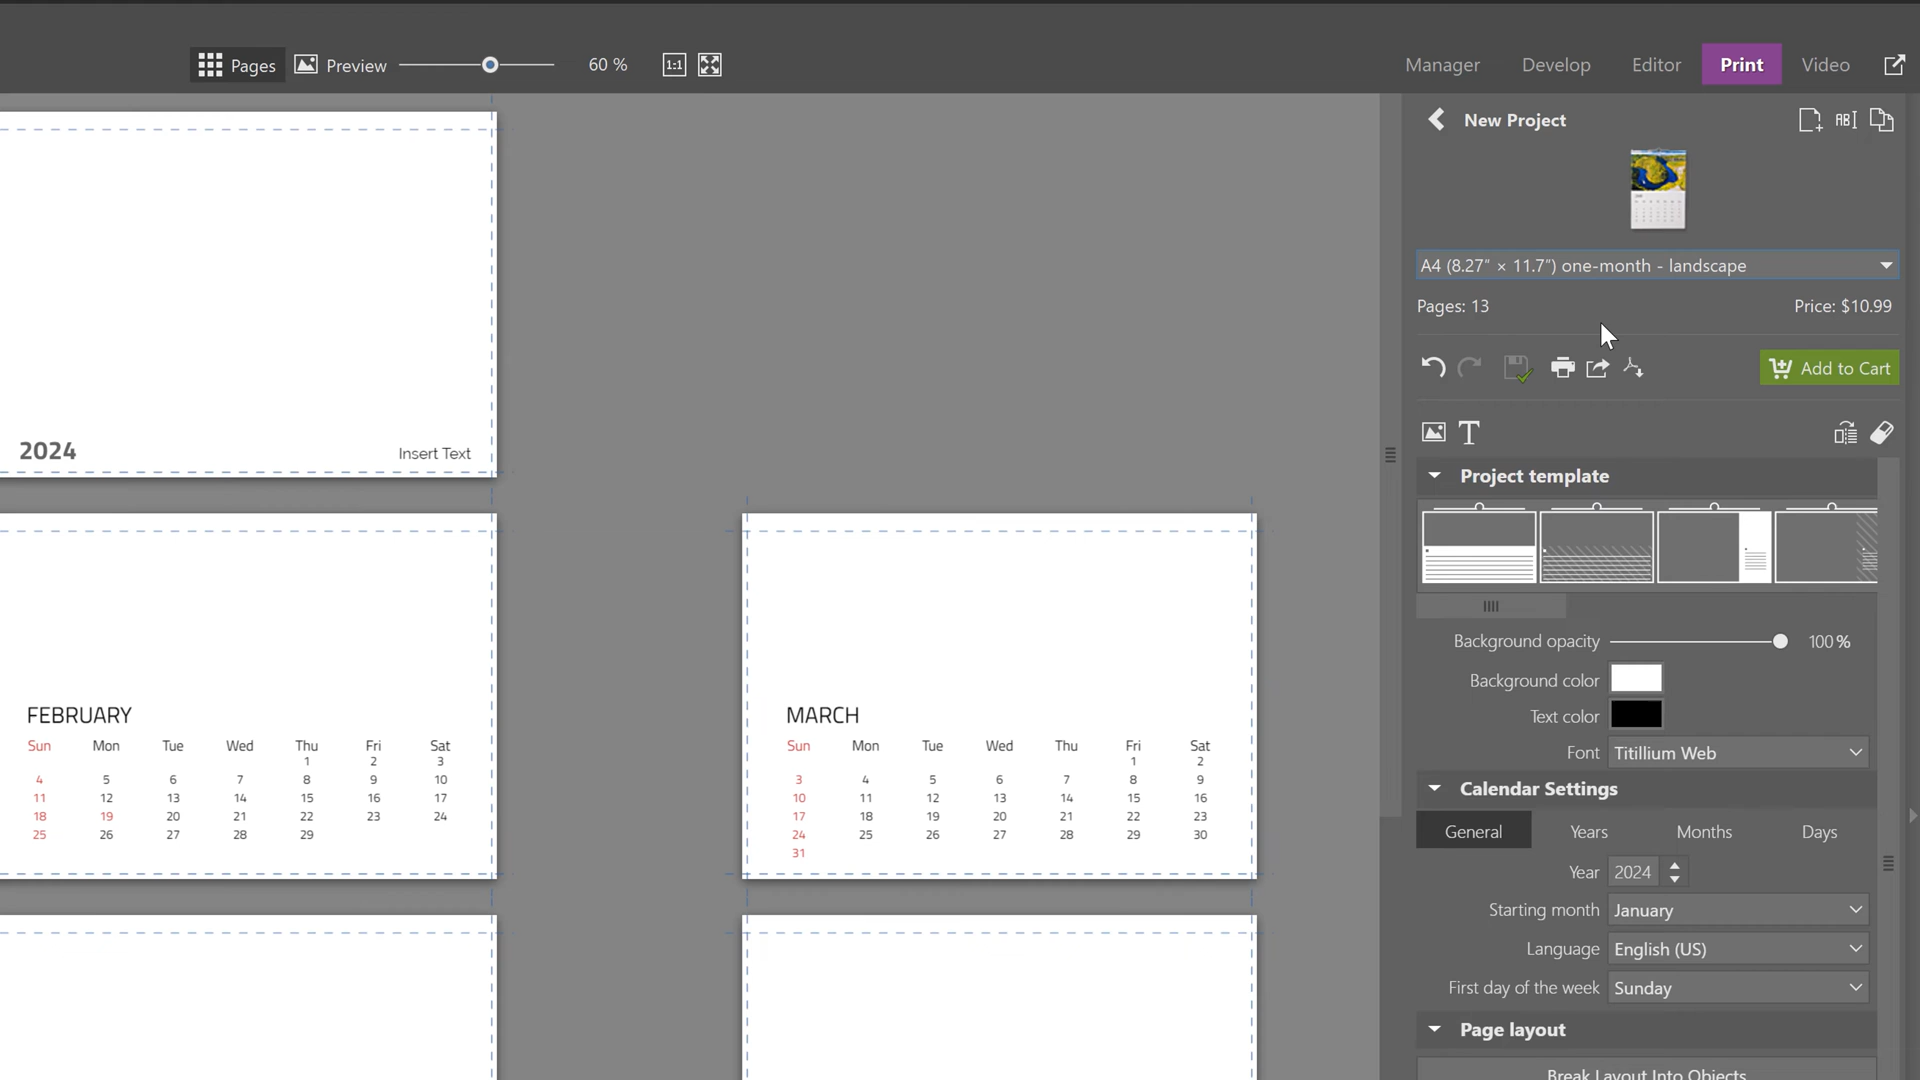 Pages Preview 60 % 1:1 Manager Develop Editor Print Video
New Project ABI
A4 (8.27" × 11.7") one-month - landscape
Pages: 13 Price: $10.99
Add to Cart
T
Project template
Background opacity 100 %
Background color
Text color
Font Titillium Web
Calendar Settings
General Years Months Days
Year 2024
Starting month January
Language English (US)
First day of the week Sunday
Page layout
Break Layout Into Objects
2024 Insert Text
FEBRUARY
Sun Mon Tue Wed Thu Fri Sat
1 2 3
4 5 6 7 8 9 10
11 12 13 14 15 16 17
18 19 20 21 22 23 24
25 26 27 28 29
MARCH
Sun Mon Tue Wed Thu Fri Sat
1 2
3 4 5 6 7 8 9
10 11 12 13 14 15 16
17 18 19 20 21 22 23
24 25 26 27 28 29 30
31